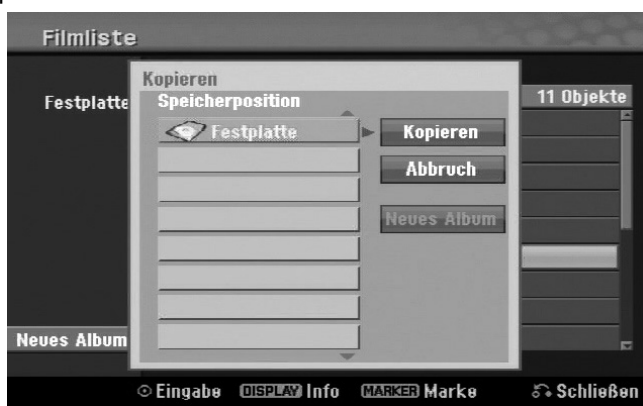 Filmliste
Kopieren
Festplatte
Speicherposition
11 Objekte
Festplatte
Kopieren
Abbruch
Neues Album
Neues Album
Eingabe DISPLAY Info MARKER Marke Schließen